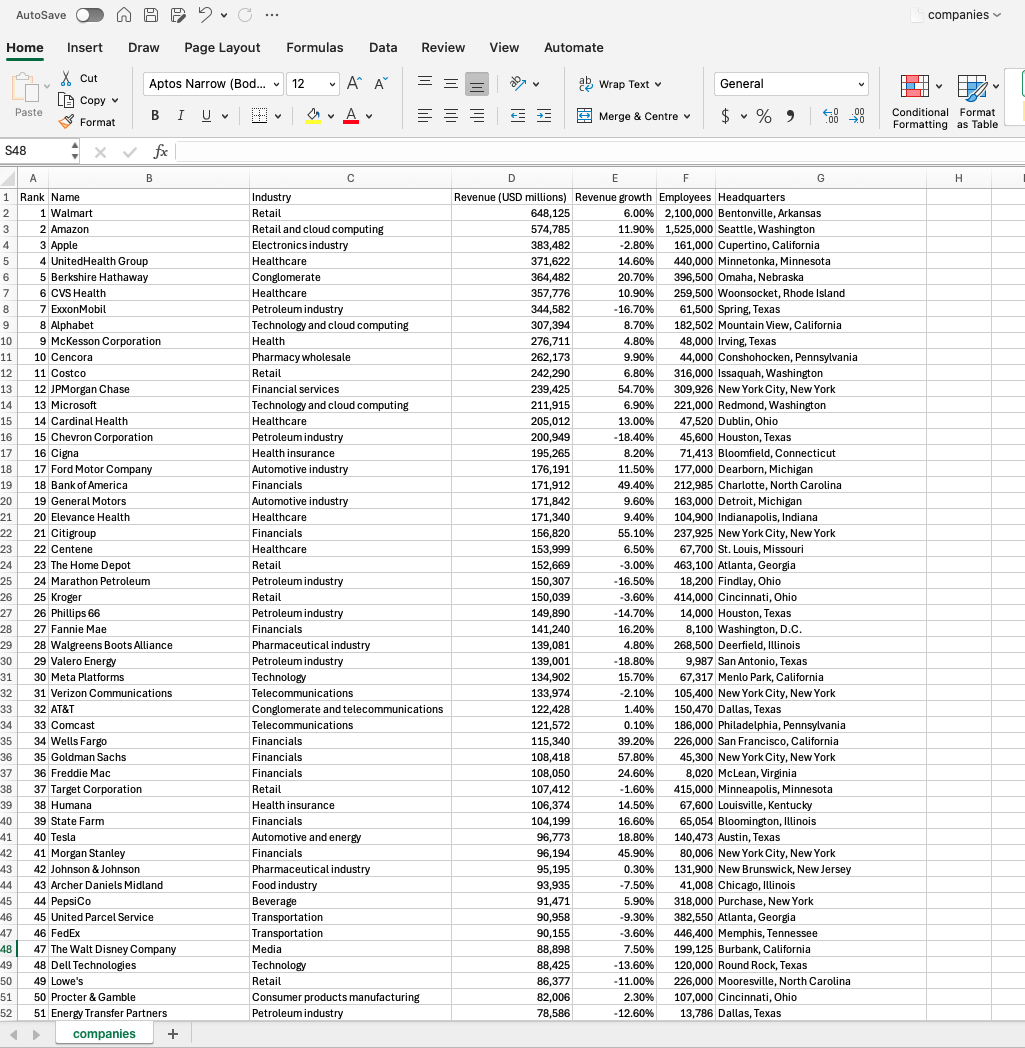 AutoSave companies
Home Insert Draw Page Layout Formulas Data Review View Automate
Paste Cut Copy Format Aptos Narrow (Bod... 12 A^ A˅ ab Wrap Text General Conditional Formatting Format as Table
B I U A Merge & Centre $ % 9 .00 .00
S48 fx
A B C D E F G H
1 Rank Name Industry Revenue (USD millions) Revenue growth Employees Headquarters
2 1 Walmart Retail 648,125 6.00% 2,100,000 Bentonville, Arkansas
3 2 Amazon Retail and cloud computing 574,785 11.90% 1,525,000 Seattle, Washington
4 3 Apple Electronics industry 383,482 -2.80% 161,000 Cupertino, California
5 4 UnitedHealth Group Healthcare 371,622 14.60% 440,000 Minnetonka, Minnesota
6 5 Berkshire Hathaway Conglomerate 364,482 20.70% 396,500 Omaha, Nebraska
7 6 CVS Health Healthcare 357,776 10.90% 259,500 Woonsocket, Rhode Island
8 7 ExxonMobil Petroleum industry 344,582 -16.70% 61,500 Spring, Texas
9 8 Alphabet Technology and cloud computing 307,394 8.70% 182,502 Mountain View, California
10 9 McKesson Corporation Health 276,711 4.80% 48,000 Irving, Texas
11 10 Cencora Pharmacy wholesale 262,173 9.90% 44,000 Conshohocken, Pennsylvania
12 11 Costco Retail 242,290 6.80% 316,000 Issaquah, Washington
13 12 JPMorgan Chase Financial services 239,425 54.70% 309,926 New York City, New York
14 13 Microsoft Technology and cloud computing 211,915 6.90% 221,000 Redmond, Washington
15 14 Cardinal Health Healthcare 205,012 13.00% 47,520 Dublin, Ohio
16 15 Chevron Corporation Petroleum industry 200,949 -18.40% 45,600 Houston, Texas
17 16 Cigna Health insurance 195,265 8.20% 71,413 Bloomfield, Connecticut
18 17 Ford Motor Company Automotive industry 176,191 11.50% 177,000 Dearborn, Michigan
19 18 Bank of America Financials 171,912 49.40% 212,985 Charlotte, North Carolina
20 19 General Motors Automotive industry 171,842 9.60% 163,000 Detroit, Michigan
21 20 Elevance Health Healthcare 171,340 9.40% 104,900 Indianapolis, Indiana
22 21 Citigroup Financials 156,820 55.10% 237,925 New York City, New York
23 22 Centene Healthcare 153,999 6.50% 67,700 St. Louis, Missouri
24 23 The Home Depot Retail 152,669 -3.00% 463,100 Atlanta, Georgia
25 24 Marathon Petroleum Petroleum industry 150,307 -16.50% 18,200 Findlay, Ohio
26 25 Kroger Retail 150,039 -3.60% 414,000 Cincinnati, Ohio
27 26 Phillips 66 Petroleum industry 149,890 -14.70% 14,000 Houston, Texas
28 27 Fannie Mae Financials 141,240 16.20% 8,100 Washington, D.C.
29 28 Walgreens Boots Alliance Pharmaceutical industry 139,081 4.80% 268,500 Deerfield, Illinois
30 29 Valero Energy Petroleum industry 139,001 -18.80% 9,987 San Antonio, Texas
31 30 Meta Platforms Technology 134,902 15.70% 67,317 Menlo Park, California
32 31 Verizon Communications Telecommunications 133,974 -2.10% 105,400 New York City, New York
33 32 AT&T Conglomerate and telecommunications 122,428 1.40% 150,470 Dallas, Texas
34 33 Comcast Telecommunications 121,572 0.10% 186,000 Philadelphia, Pennsylvania
35 34 Wells Fargo Financials 115,340 39.20% 226,000 San Francisco, California
36 35 Goldman Sachs Financials 108,418 57.80% 45,300 New York City, New York
37 36 Freddie Mac Financials 108,050 24.60% 8,020 McLean, Virginia
38 37 Target Corporation Retail 107,412 -1.60% 415,000 Minneapolis, Minnesota
39 38 Humana Health insurance 106,374 14.50% 67,600 Louisville, Kentucky
40 39 State Farm Financials 104,199 16.60% 65,054 Bloomington, Illinois
41 40 Tesla Automotive and energy 96,773 18.80% 140,473 Austin, Texas
42 41 Morgan Stanley Financials 96,194 45.90% 80,006 New York City, New York
43 42 Johnson & Johnson Pharmaceutical industry 95,195 0.30% 131,900 New Brunswick, New Jersey
44 43 Archer Daniels Midland Food industry 93,935 -7.50% 41,008 Chicago, Illinois
45 44 PepsiCo Beverage 91,471 5.90% 318,000 Purchase, New York
46 45 United Parcel Service Transportation 90,958 -9.30% 382,550 Atlanta, Georgia
47 46 FedEx Transportation 90,155 -3.60% 446,400 Memphis, Tennessee
48 47 The Walt Disney Company Media 88,898 7.50% 199,125 Burbank, California
49 48 Dell Technologies Technology 88,425 -13.60% 120,000 Round Rock, Texas
50 49 Lowe's Retail 86,377 -11.00% 226,000 Mooresville, North Carolina
51 50 Procter & Gamble Consumer products manufacturing 82,006 2.30% 107,000 Cincinnati, Ohio
52 51 Energy Transfer Partners Petroleum industry 78,586 -12.60% 13,786 Dallas, Texas
companies +